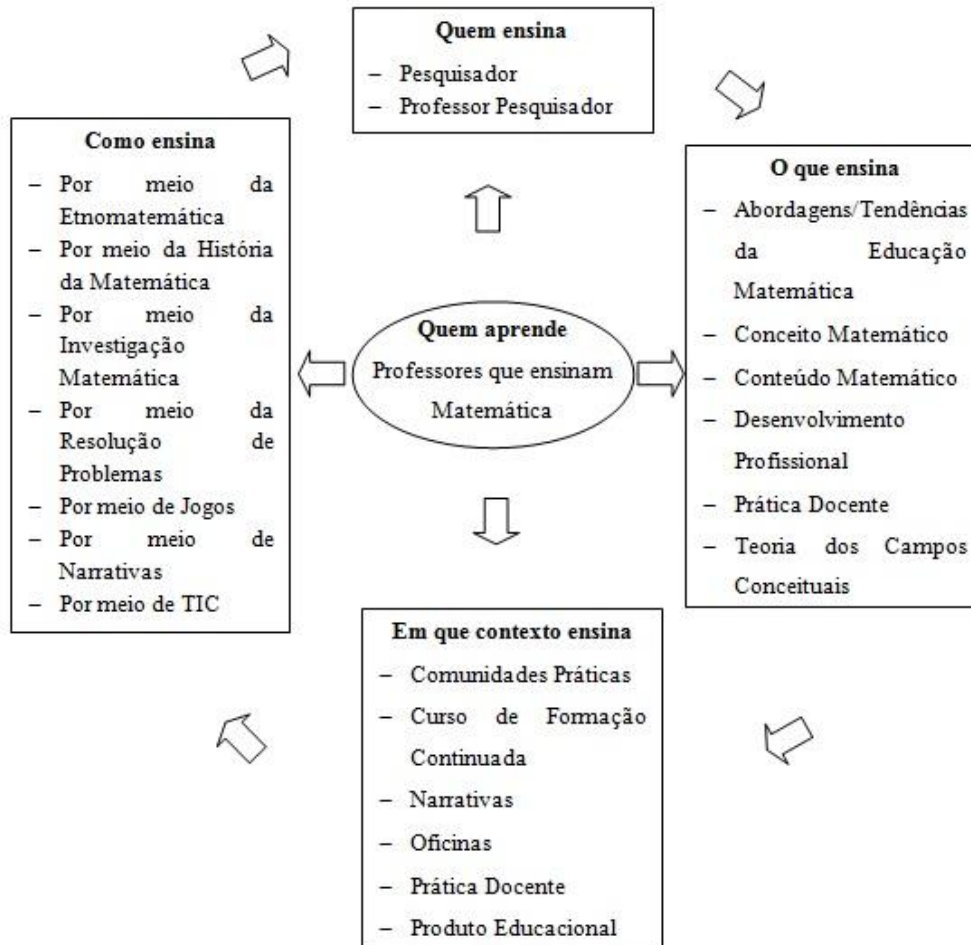 Quem ensina
– Pesquisador
– Professor Pesquisador
Como ensina
– Por meio da
Etnomatemática
– Por meio da História
da Matemática
– Por meio da
Investigação
Matemática
– Por meio da
Resolução de
Problemas
– Por meio de Jogos
– Por meio de
Narrativas
– Por meio de TIC
Quem aprende
Professores que ensinam
Matemática
O que ensina
– Abordagens/Tendências
da Educação
Matemática
– Conceito Matemático
– Conteúdo Matemático
– Desenvolvimento
Profissional
– Prática Docente
– Teoria dos Campos
Conceituais
Em que contexto ensina
– Comunidades Práticas
– Curso de Formação
Continuada
– Narrativas
– Oficinas
– Prática Docente
– Produto Educacional